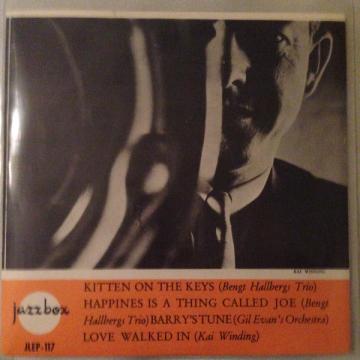 KAI WINDING
jazzbox
JEP-117
KITTEN ON THE KEYS (Bengt Hallbergs Trio)
HAPPINES IS A THING CALLED JOE (Bengt
Hallbergs Trio) BARRY'S TUNE (Gil Evan's Orchestra)
LOVE WALKED IN (Kai Winding)